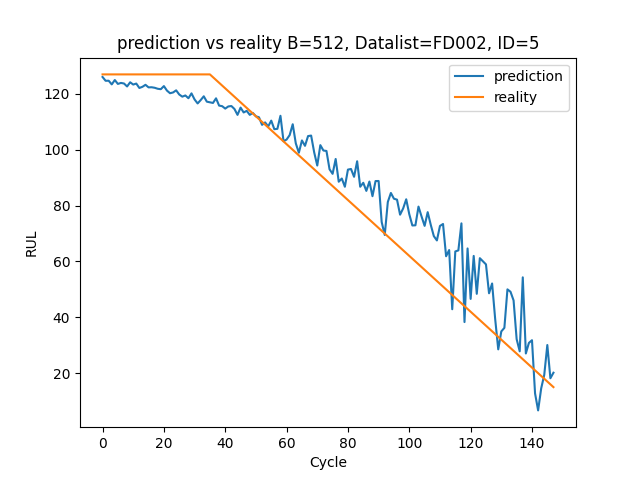 prediction vs reality B=512, Datalist=FD002, ID=5
prediction
reality
RUL
120
100
80
60
40
20
0 20 40 60 80 100 120 140
Cycle